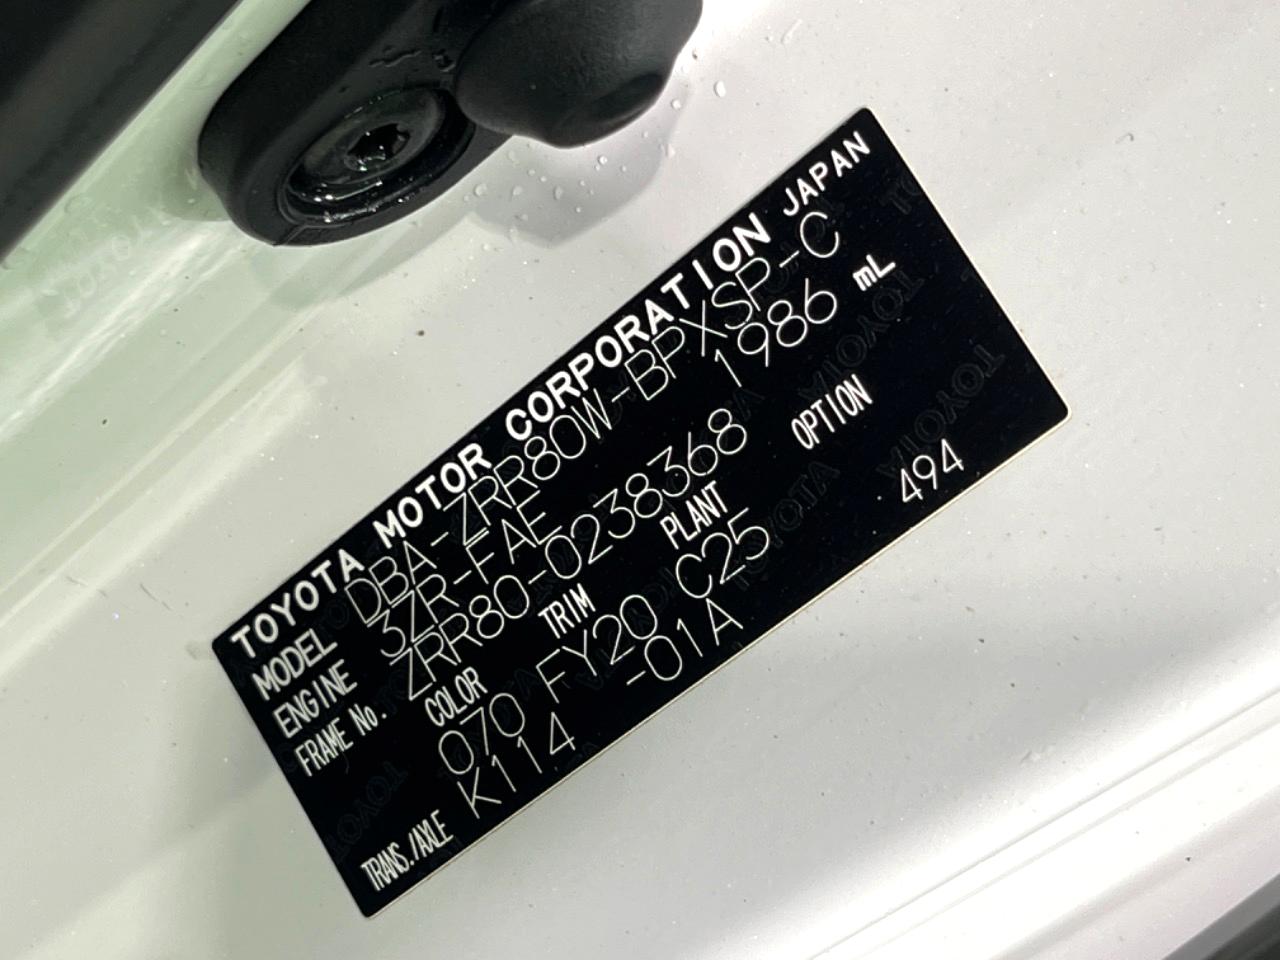 TOYOTA MOTOR CORPORATION JAPAN
MODEL DBA-ZRR80W-BPXSP-C
ENGINE 3ZR-FAE 1986 mL
FRAME No. ZRR80-0238368
COLOR TRIM PLANT OPTION
070 FY20 C25 494
TRANS./AXLE K114 -01A